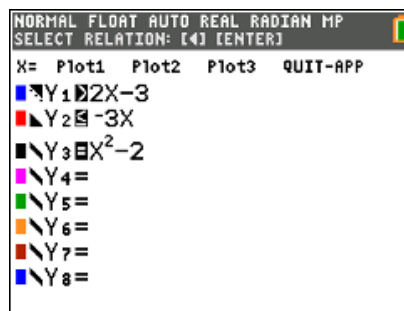 NORMAL FLOAT AUTO REAL RADIAN MP
SELECT RELATION: [◄] [ENTER]
X= Plot1 Plot2 Plot3 QUIT-APP
Y1>2X-3
Y2≤ -3X
Y3=X²-2
Y4=
Y5=
Y6=
Y7=
Y8=